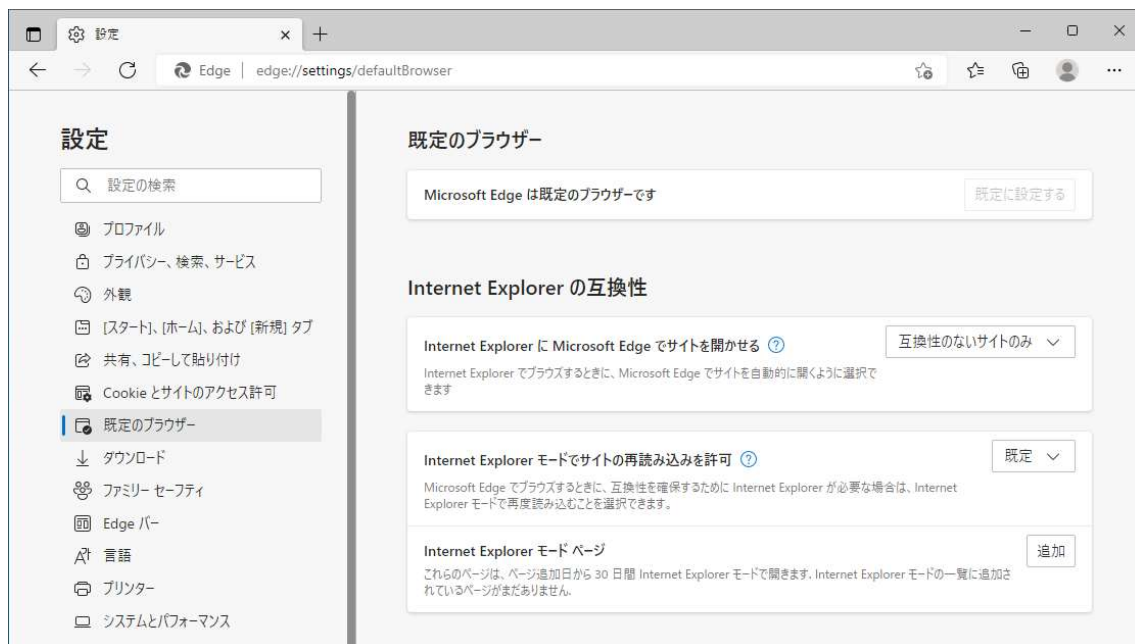 設定
Edge
edge://settings/defaultBrowser
設定
設定の検索
プロファイル
プライバシー、検索、サービス
外観
[スタート]、[ホーム]、および [新規] タブ
共有、コピーして貼り付け
Cookie とサイトのアクセス許可
既定のブラウザー
ダウンロード
ファミリー セーフティ
Edge バー
言語
プリンター
システムとパフォーマンス
既定のブラウザー
Microsoft Edge は既定のブラウザーです
既定に設定する
Internet Explorer の互換性
Internet Explorer に Microsoft Edge でサイトを開かせる
互換性のないサイトのみ
Internet Explorer でブラウズするときに、Microsoft Edge でサイトを自動的に開くように選択で
きます
Internet Explorer モードでサイトの再読み込みを許可
既定
Microsoft Edge でブラウズするときに、互換性を確保するために Internet Explorer が必要な場合は、Internet
Explorer モードで再度読み込むことを選択できます。
Internet Explorer モード ページ
追加
これらのページは、ページ追加日から 30 日間 Internet Explorer モードで開きます. Internet Explorer モードの一覧に追加さ
れているページがまだありません.